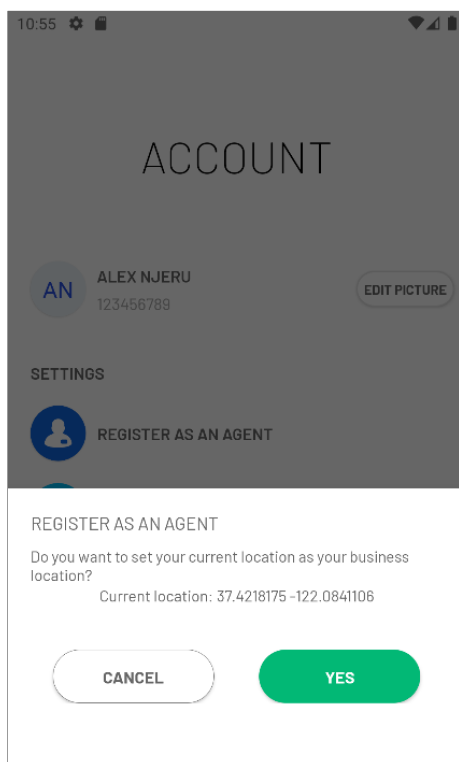 10:55
ACCOUNT
AN
ALEX NJERU
123456789
EDIT PICTURE
SETTINGS
REGISTER AS AN AGENT
REGISTER AS AN AGENT
Do you want to set your current location as your business
location?
Current location: 37.4218175 -122.0841106
CANCEL
YES